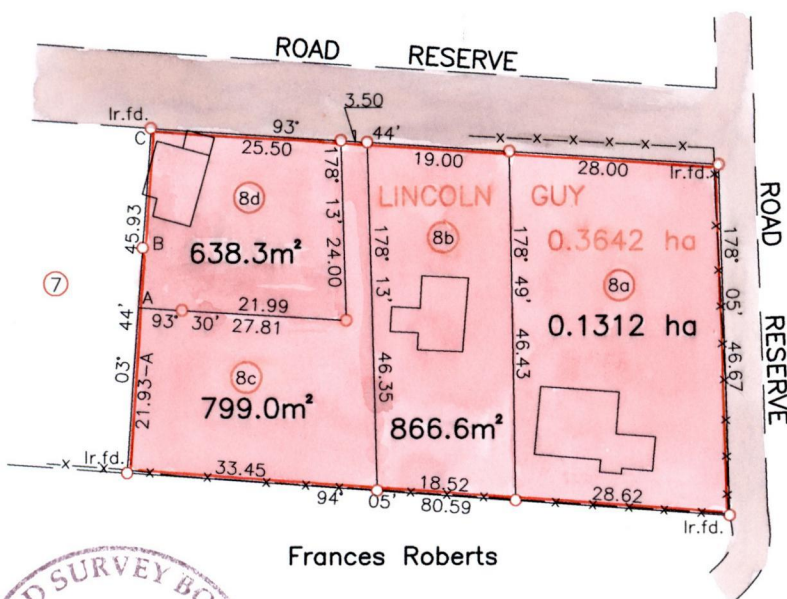 ROAD RESERVE
3.50
Ir.fd.
C
93° 44'
25.50
19.00
28.00
Ir.fd.
178° 13' 24.00
8d
638.3m²
LINCOLN GUY
8b
0.3642 ha
8a
0.1312 ha
178° 13' 46.35
178° 49' 46.43
178° 05' 46.67
ROAD RESERVE
45.93
B
7
A
21.99
93° 30'
27.81
03° 44'
21.93-A
8c
799.0m²
866.6m²
Ir.fd.
33.45
18.52
28.62
94° 05'
80.59
Ir.fd.
Frances Roberts
D SURVEY BO